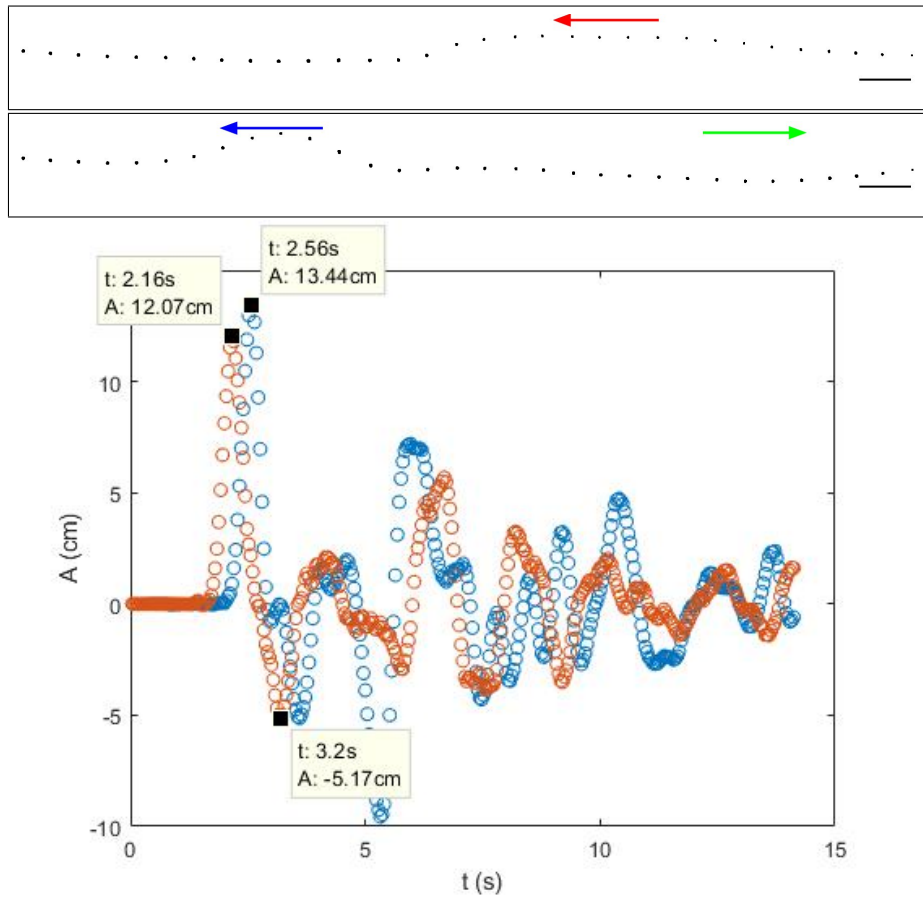 t: 2.56s
A: 13.44cm
t: 2.16s
A: 12.07cm
10
5
0
-5
-10
A (cm)
t: 3.2s
A: -5.17cm
0
5
10
15
t (s)